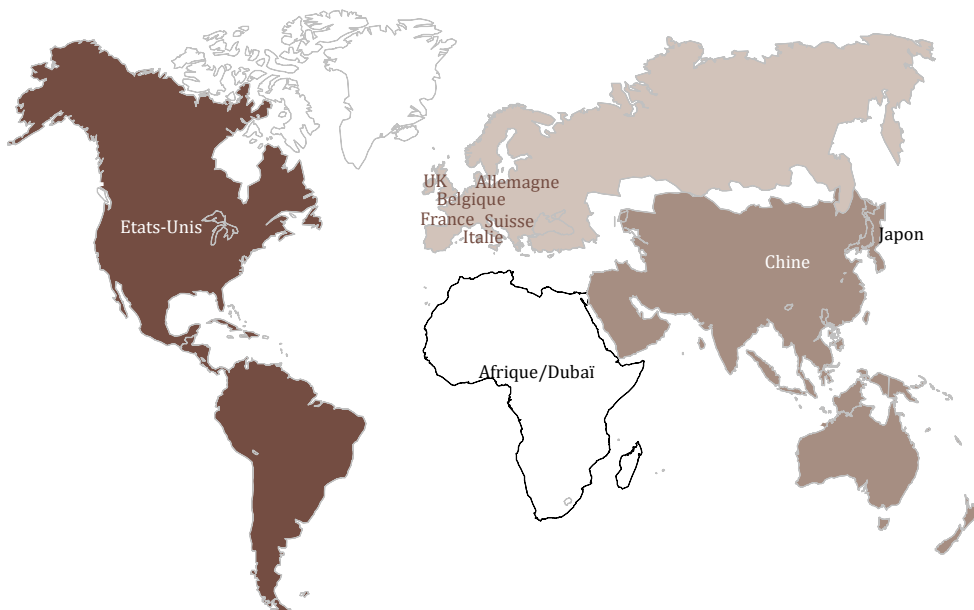 UK
Allemagne
Belgique
France
Suisse
Italie
Etats-Unis
Japon
Chine
Afrique/Dubaï